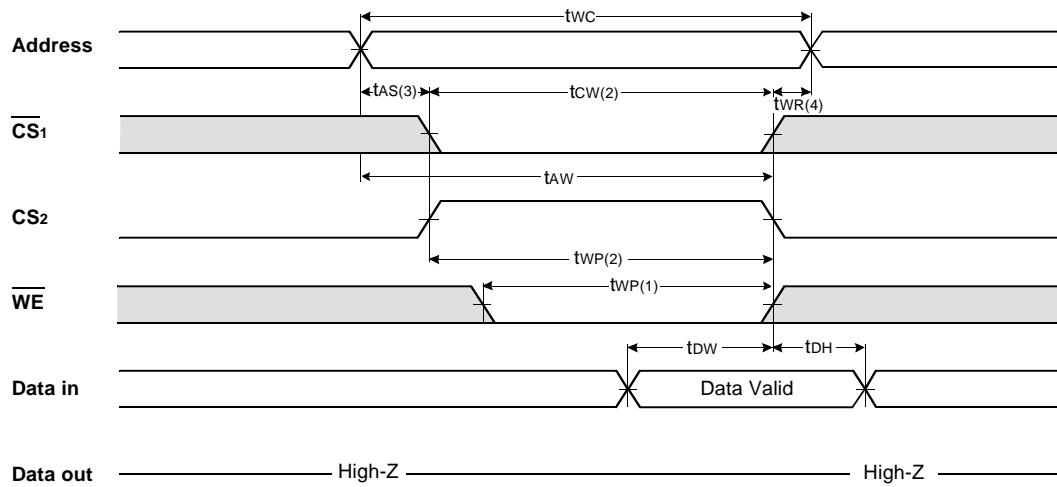 tWC
Address
tAS(3)
tCW(2)
tWR(4)
CS1
tAW
CS2
tWP(2)
tWP(1)
WE
tDW
tDH
Data in
Data Valid
Data out
High-Z
High-Z